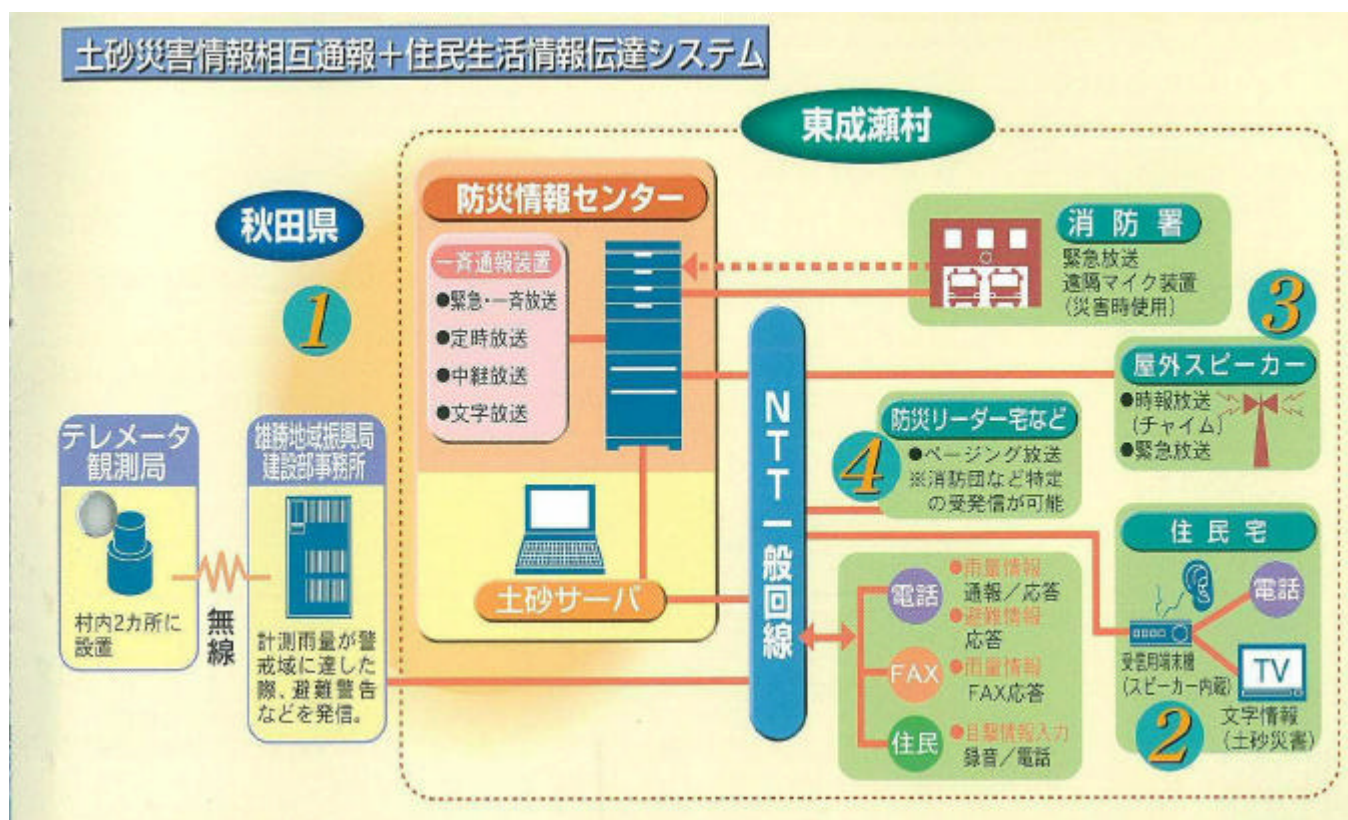 土砂災害情報相互通報＋住民生活情報伝達システム
東成瀬村
秋田県
1
テレメータ
観測局
村内2カ所に
設置
無線
雄勝地域振興局
建設部事務所
計測雨量が警
戒域に達した
際、避難警告
などを発信。
防災情報センター
一斉通報装置
●緊急・一斉放送
●定時放送
●中継放送
●文字放送
土砂サーバ
NTT一般回線
消防署
緊急放送
遠隔マイク装置
(災害時使用)
3
屋外スピーカー
●時報放送
(チャイム)
●緊急放送
防災リーダー宅など
4
●ページング放送
※消防団など特定
の受発信が可能
電話
●雨量情報
通報／応答
●避難情報
応答
FAX
●雨量情報
FAX応答
住民
●目撃情報入力
録音／電話
住民宅
電話
受信用端末機
(スピーカー内蔵)
TV
2
文字情報
(土砂災害)